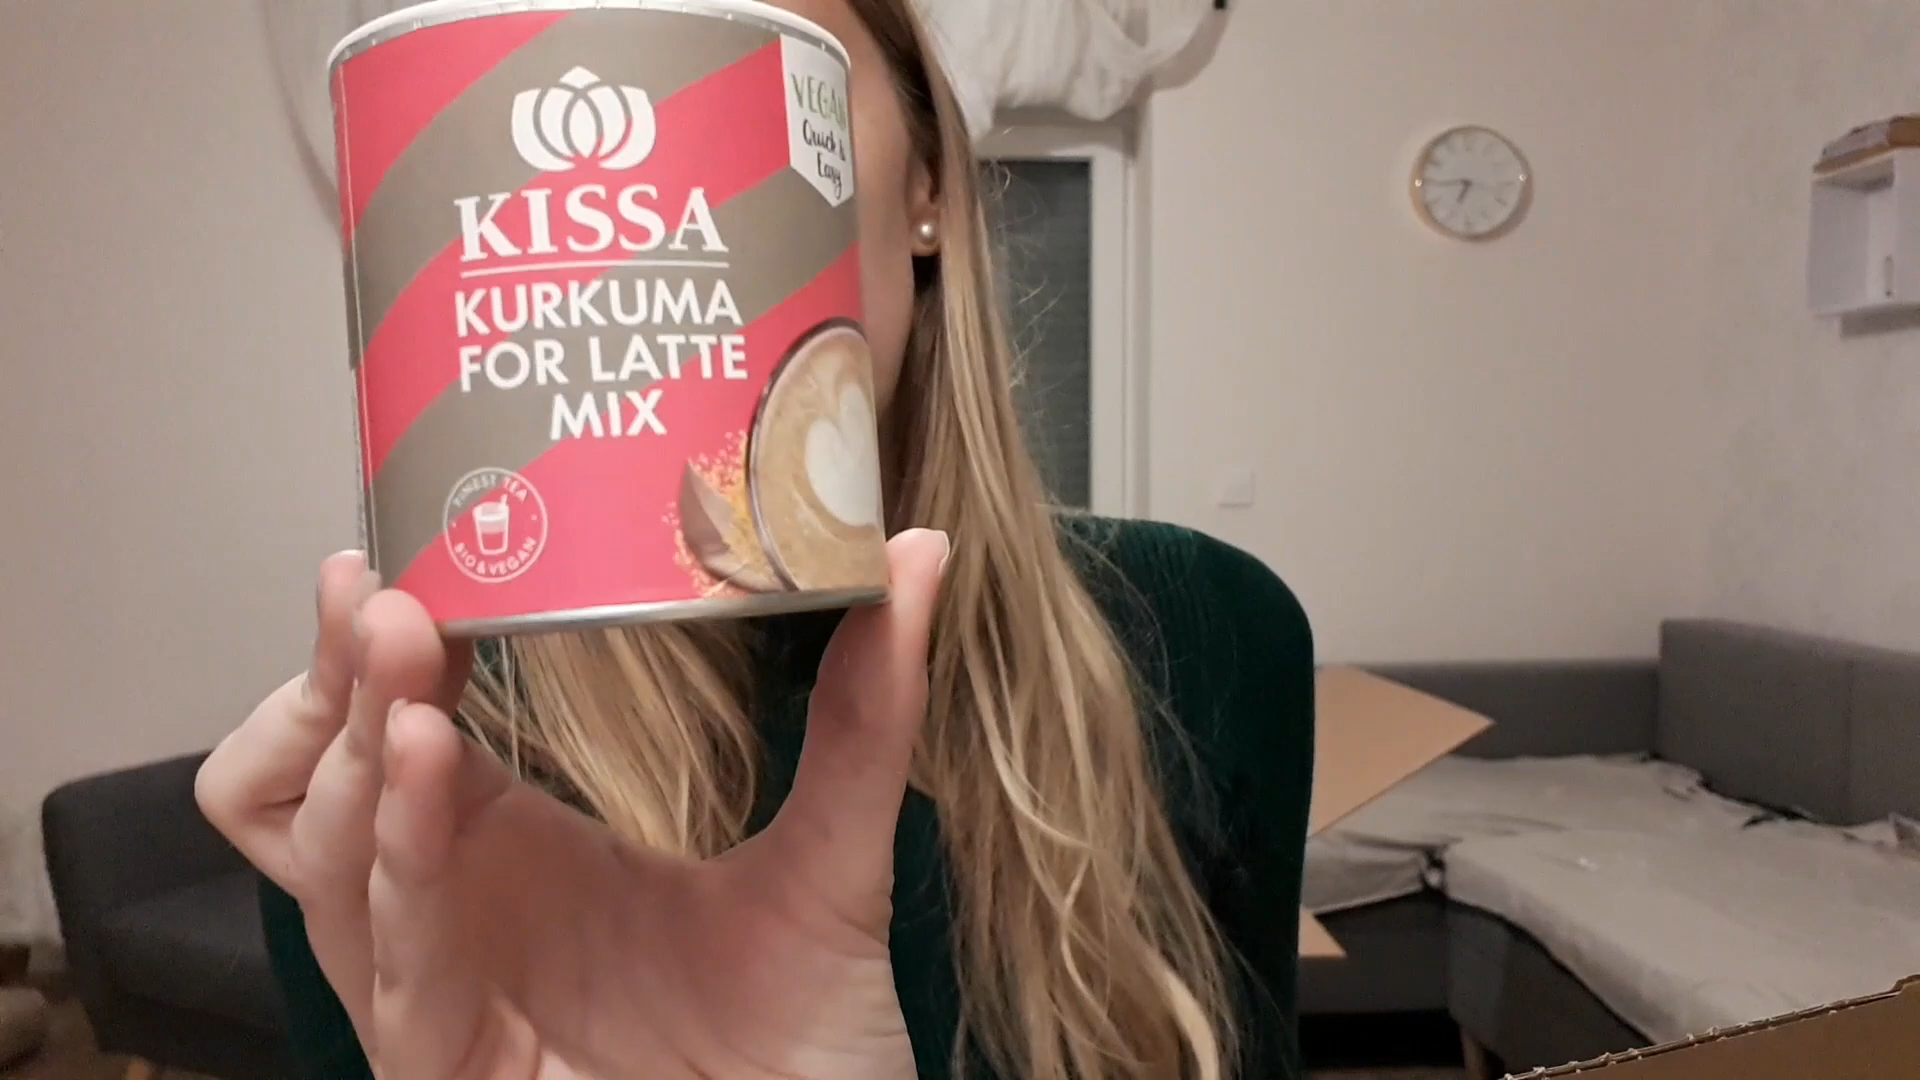 VEGAN
Quick &
Easy
KISSA
KURKUMA
FOR LATTE
MIX
FINEST TEA
BIO & VEGAN